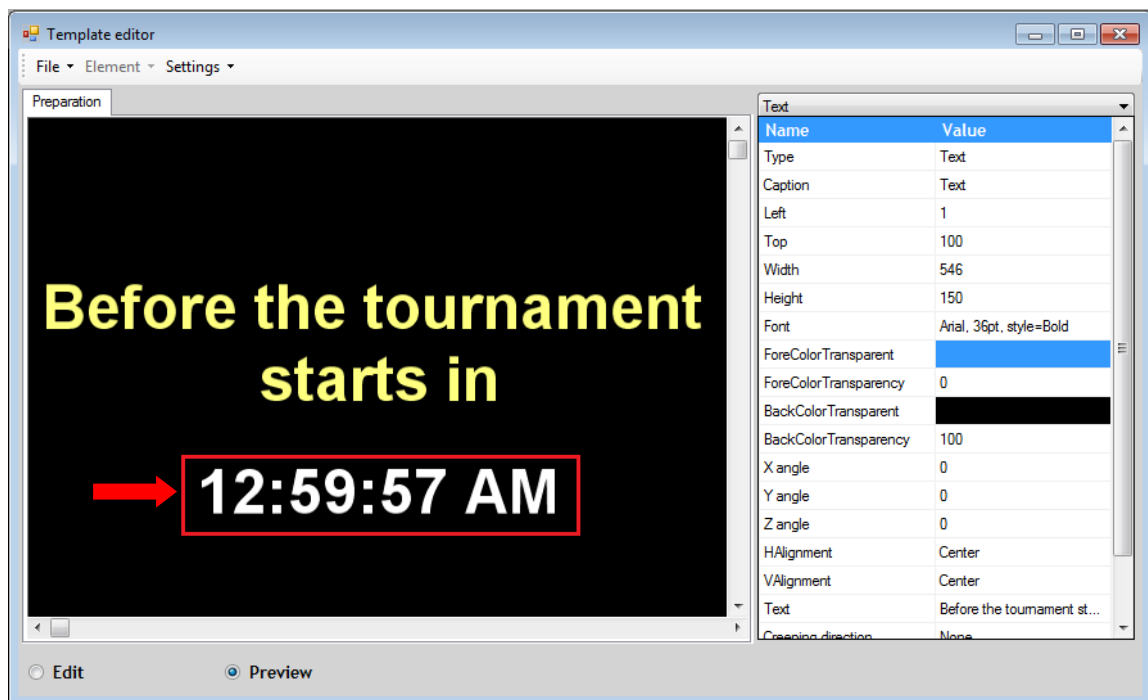 Template editor
File Element Settings
Preparation
Text
Name Value
Type Text
Caption Text
Left 1
Top 100
Width 546
Height 150
Font Arial, 36pt, style=Bold
ForeColorTransparent
ForeColorTransparency 0
BackColorTransparent
BackColorTransparency 100
X angle 0
Y angle 0
Z angle 0
HAlignment Center
VAlignment Center
Text Before the tournament st...
Creeping direction None
Before the tournament
starts in
12:59:57 AM
Edit Preview